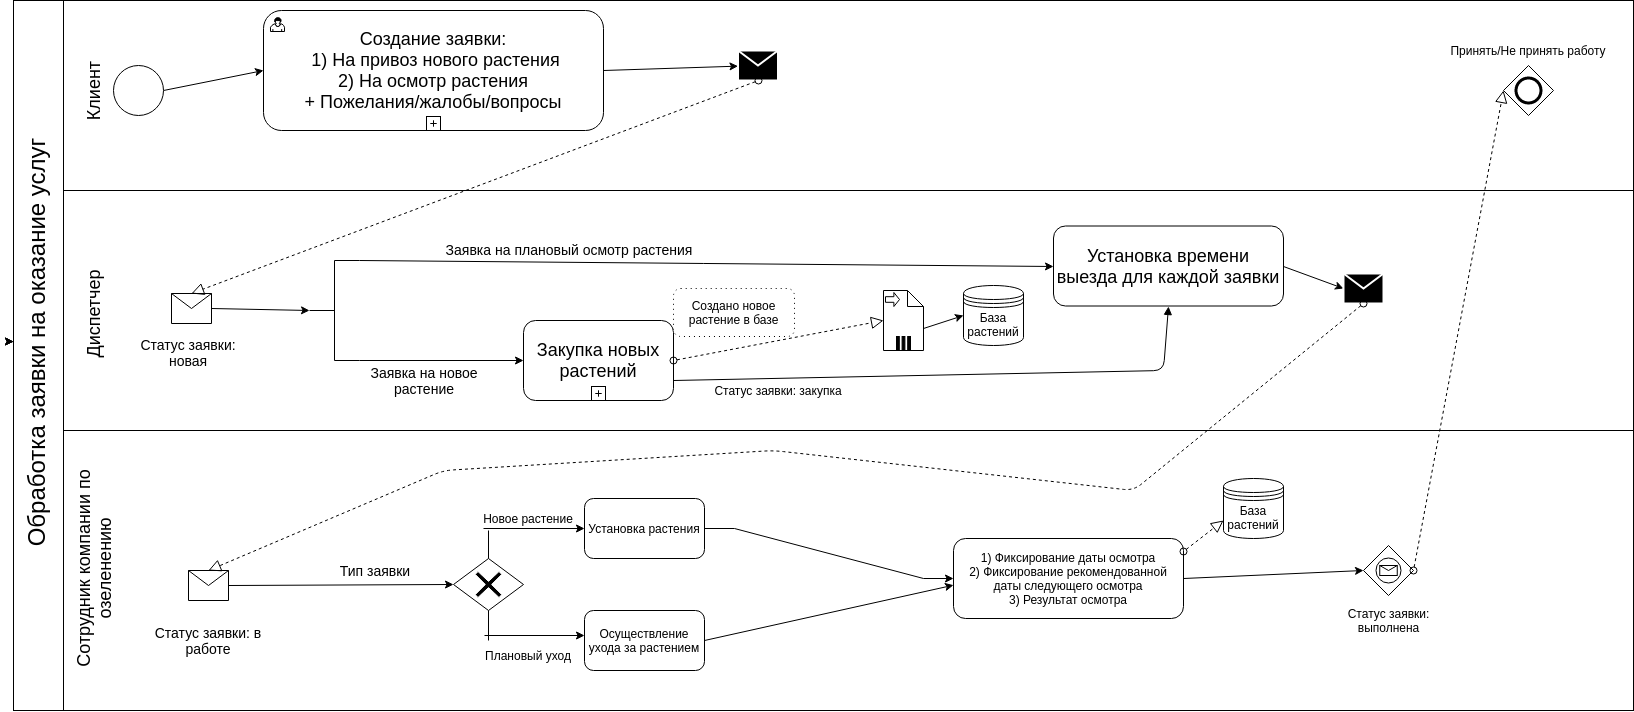 Обработка заявки на оказание услуг
Клиент
Создание заявки:
1) На привоз нового растения
2) На осмотр растения
+ Пожелания/жалобы/вопросы
Принять/Не принять работу
Диспетчер
Статус заявки:
новая
Заявка на плановый осмотр растения
Заявка на новое
растение
Закупка новых
растений
Создано новое
растение в базе
База
растений
Статус заявки: закупка
Установка времени
выезда для каждой заявки
Сотрудник компании по
озеленению
Статус заявки: в
работе
Тип заявки
Новое растение
Установка растения
Плановый уход
Осуществление
ухода за растением
1) Фиксирование даты осмотра
2) Фиксирование рекомендованной
даты следующего осмотра
3) Результат осмотра
База
растений
Статус заявки:
выполнена